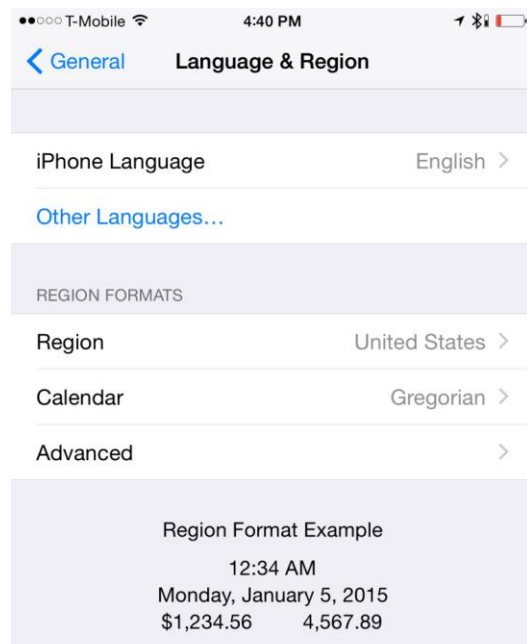 T-Mobile 4:40 PM
General Language & Region
iPhone Language English
Other Languages...
REGION FORMATS
Region United States
Calendar Gregorian
Advanced
Region Format Example
12:34 AM
Monday, January 5, 2015
$1,234.56 4,567.89